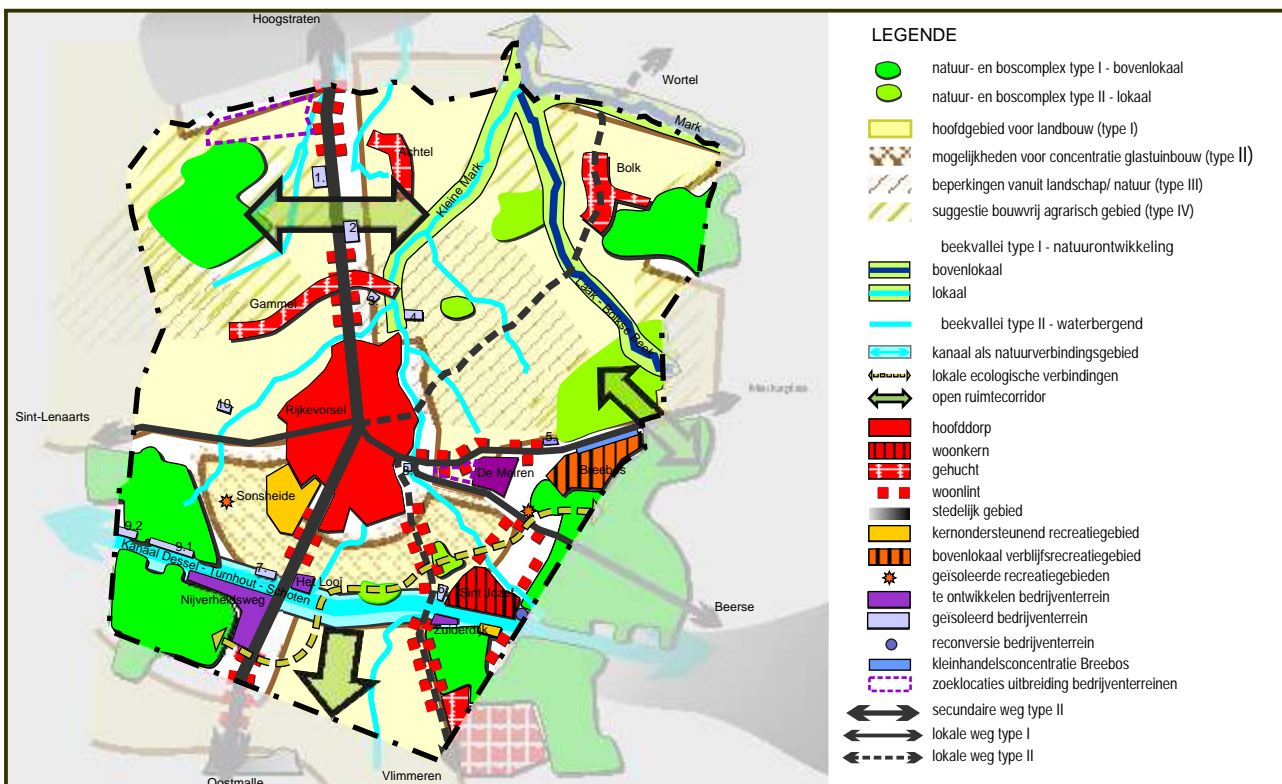 Hoogstraten
Wortel
Mark
Achtel
Bolk
Kleine Mark
1.
2
Gammel
3.
4.
Laak - Bolkse Beek
Merksplas
10.
Rijkevorsel
Sint-Lenaarts
5.
8.
De Meiren
Breebos
Sonsheide
9.2
9.1
Kanaal Dessel - Turnhout - Schoten
7.
Het Looi
Nijverheidsweg
6.
Sint Jozef
Zuiderdijk
Beerse
Vlimmeren
Oostmalle
LEGENDE
natuur- en boscomplex type I - bovenlokaal
natuur- en boscomplex type II - lokaal
hoofdgebied voor landbouw (type I)
mogelijkheden voor concentratie glastuinbouw (type II)
beperkingen vanuit landschap/ natuur (type III)
suggestie bouwvrij agrarisch gebied (type IV)
beekvallei type I - natuurontwikkeling
bovenlokaal
lokaal
beekvallei type II - waterbergend
kanaal als natuurverbindingsgebied
lokale ecologische verbindingen
open ruimtecorridor
hoofddorp
woonkern
gehucht
woonlint
stedelijk gebied
kernondersteunend recreatiegebied
bovenlokaal verblijfsrecreatiegebied
geïsoleerde recreatiegebieden
te ontwikkelen bedrijventerrein
geïsoleerd bedrijventerrein
reconversie bedrijventerrein
kleinhandelsconcentratie Breebos
zoeklocaties uitbreiding bedrijventerreinen
secundaire weg type II
lokale weg type I
lokale weg type II